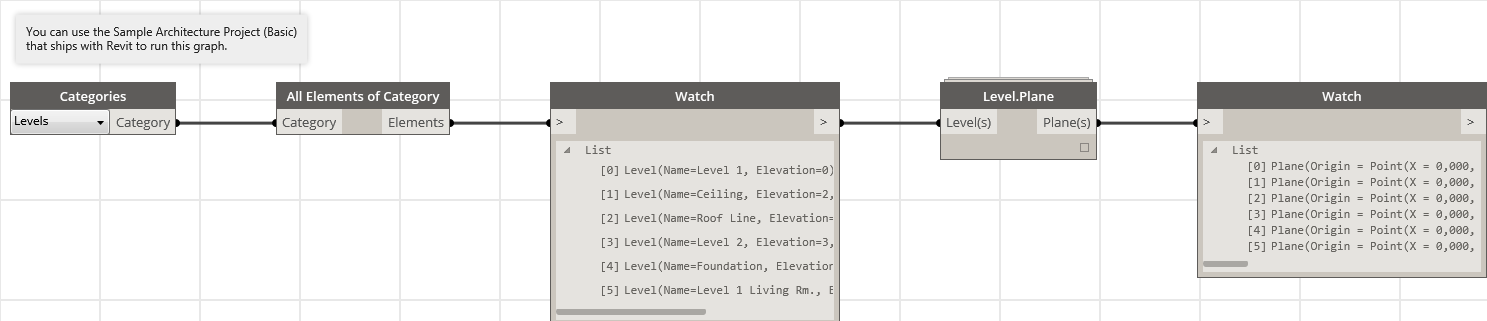 You can use the Sample Architecture Project (Basic)
that ships with Revit to run this graph.
Categories
Levels
Category
All Elements of Category
Category
Elements
Watch
>
>
List
[0] Level(Name=Level 1, Elevation=0)
[1] Level(Name=Ceiling, Elevation=2,
[2] Level(Name=Roof Line, Elevation=
[3] Level(Name=Level 2, Elevation=3,
[4] Level(Name=Foundation, Elevation
[5] Level(Name=Level 1 Living Rm., E
Level.Plane
Level(s)
Plane(s)
Watch
>
>
List
[0] Plane(Origin = Point(X = 0,000,
[1] Plane(Origin = Point(X = 0,000,
[2] Plane(Origin = Point(X = 0,000,
[3] Plane(Origin = Point(X = 0,000,
[4] Plane(Origin = Point(X = 0,000,
[5] Plane(Origin = Point(X = 0,000,